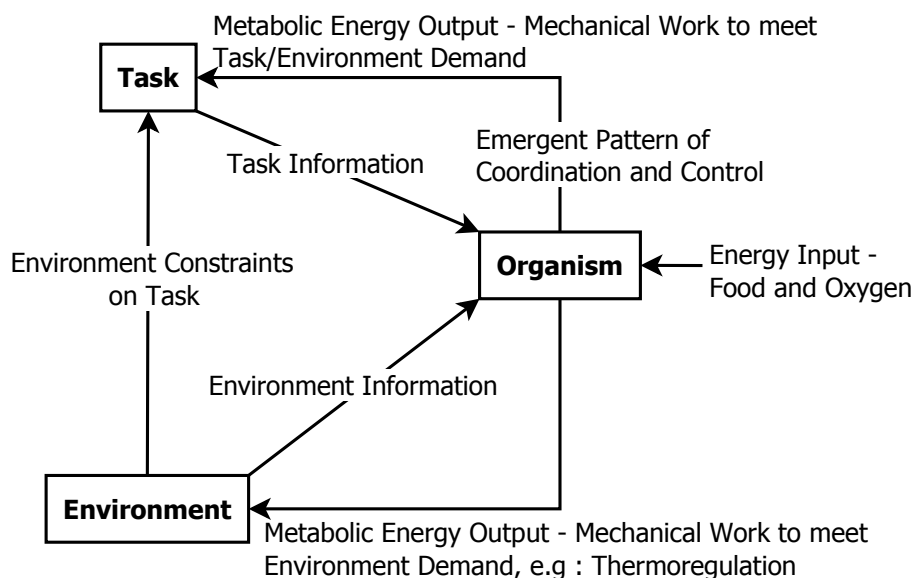 Metabolic Energy Output - Mechanical Work to meet
Task/Environment Demand
Task
Emergent Pattern of
Coordination and Control
Task Information
Organism
Energy Input -
Food and Oxygen
Environment Constraints
on Task
Environment Information
Environment
Metabolic Energy Output - Mechanical Work to meet
Environment Demand, e.g : Thermoregulation